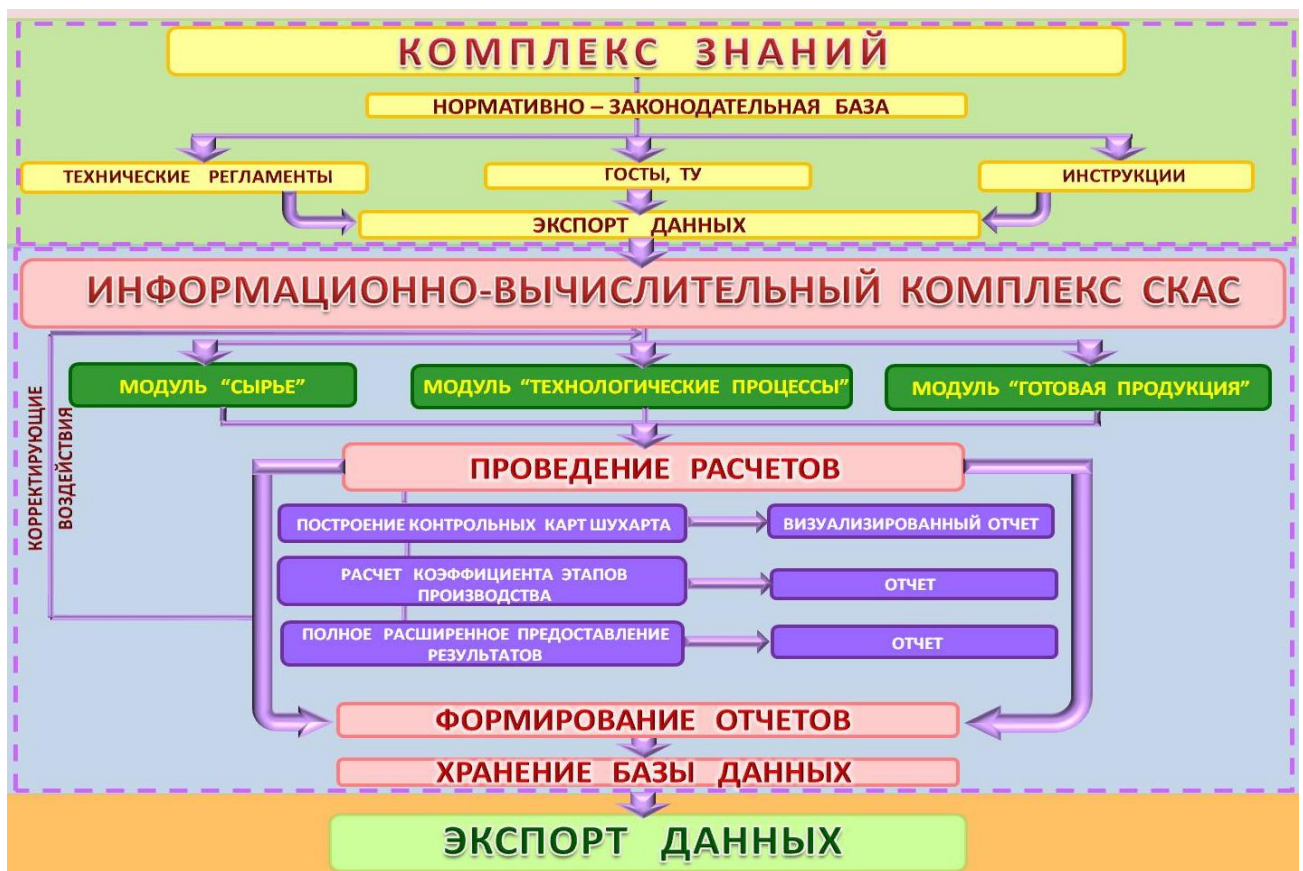 КОМПЛЕКС ЗНАНИЙ
НОРМАТИВНО – ЗАКОНОДАТЕЛЬНАЯ БАЗА
ТЕХНИЧЕСКИЕ РЕГЛАМЕНТЫ
ГОСТЫ, ТУ
ИНСТРУКЦИИ
ЭКСПОРТ ДАННЫХ
ИНФОРМАЦИОННО-ВЫЧИСЛИТЕЛЬНЫЙ КОМПЛЕКС СКАС
МОДУЛЬ “СЫРЬЕ”
МОДУЛЬ “ТЕХНОЛОГИЧЕСКИЕ ПРОЦЕССЫ”
МОДУЛЬ “ГОТОВАЯ ПРОДУКЦИЯ”
КОРРЕКТИРУЮЩИЕ
ВОЗДЕЙСТВИЯ
ПРОВЕДЕНИЕ РАСЧЕТОВ
ПОСТРОЕНИЕ КОНТРОЛЬНЫХ КАРТ ШУХАРТА
ВИЗУАЛИЗИРОВАННЫЙ ОТЧЕТ
РАСЧЕТ КОЭФФИЦИЕНТА ЭТАПОВ
ПРОИЗВОДСТВА
ОТЧЕТ
ПОЛНОЕ РАСШИРЕННОЕ ПРЕДОСТАВЛЕНИЕ
РЕЗУЛЬТАТОВ
ОТЧЕТ
ФОРМИРОВАНИЕ ОТЧЕТОВ
ХРАНЕНИЕ БАЗЫ ДАННЫХ
ЭКСПОРТ ДАННЫХ